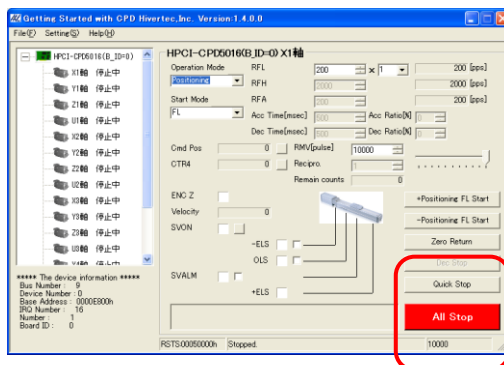 Getting Started with CPD Hivertec,Inc. Version:1.4.0.0
File(F) Setting(S) Help(H)
HPCI-CPD5016(B_ID=0)
X1軸 停止中
Y1軸 停止中
Z1軸 停止中
U1軸 停止中
X2軸 停止中
Y2軸 停止中
Z2軸 停止中
U2軸 停止中
X3軸 停止中
Y3軸 停止中
Z3軸 停止中
U3軸 停止中
X4軸 停止中
***** The device information *****
Bus Number : 9
Device Number : 0
Base Address : 0000E800h
IRQ Number : 16
Number : 1
Board ID : 0
HPCI-CPD5016(B_ID=0) X1軸
Operation Mode
Positioning
Start Mode
FL
RFL 200 × 1 200 [pps]
RFH 2000 2000 [pps]
RFA 200 200 [pps]
Acc Time[msec] 500 Acc Ratio[%] 0
Dec Time[msec] 500 Dec Ratio[%] 0
Cmd Pos 0 RMV[pulse] 10000
CTR4 0 Recipro. 1
Remain counts 0
ENC Z
Velocity 0
SVON
-ELS
OLS
SVALM
+ELS
+Positioning FL Start
-Positioning FL Start
Zero Return
Dec Stop
Quick Stop
All Stop
RSTS:00050000h Stopped. 10000